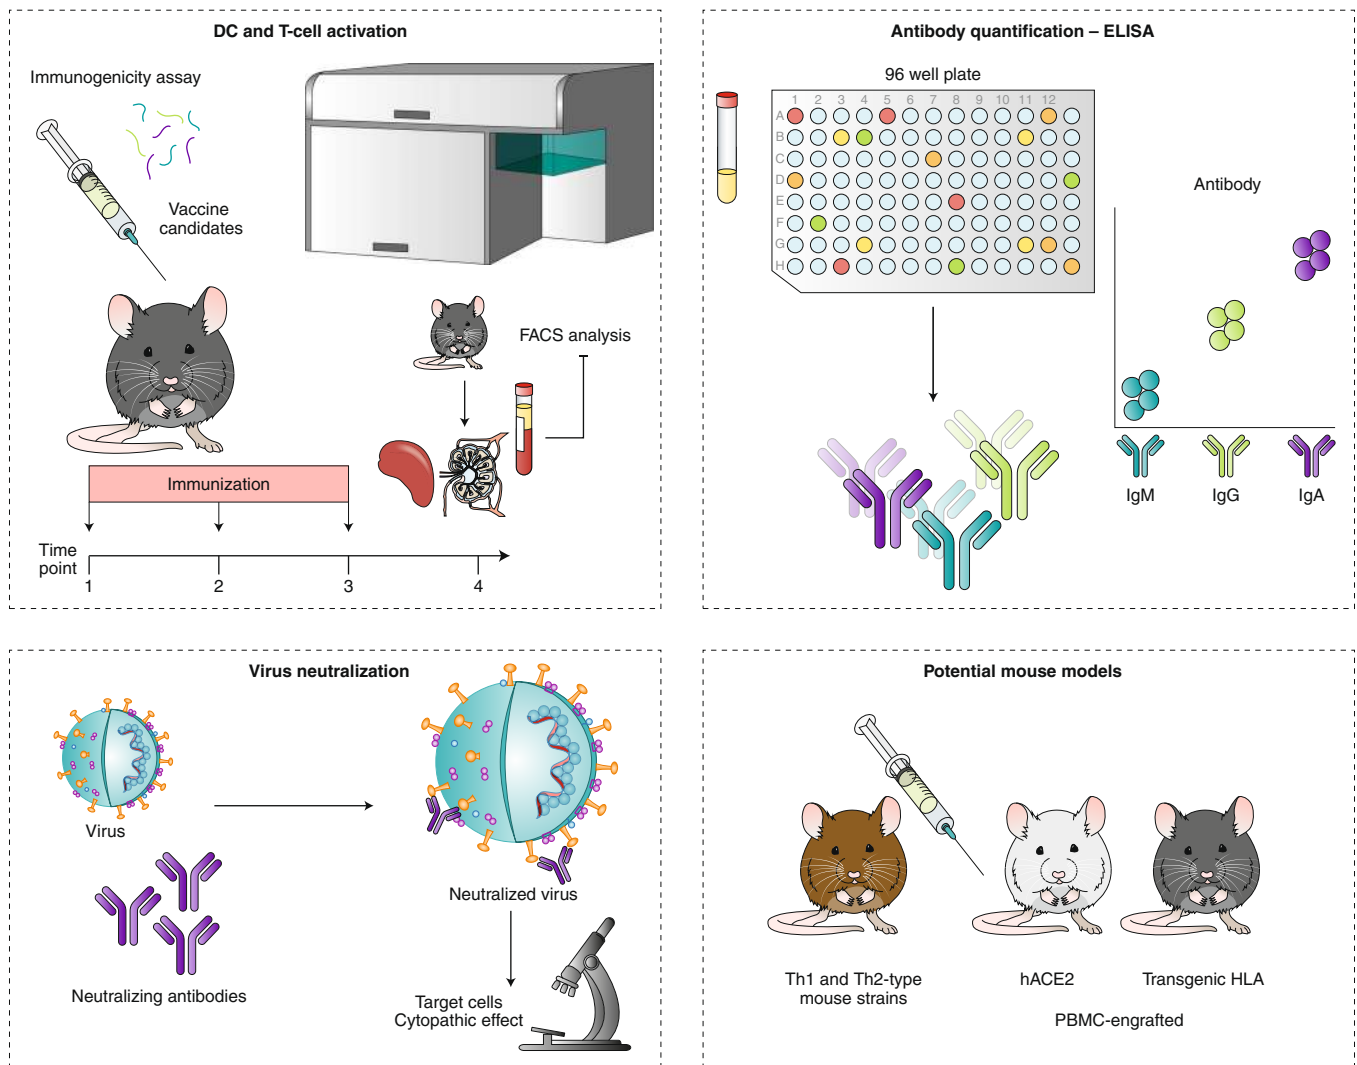 DC and T-cell activation
Immunogenicity assay
Vaccine
candidates
FACS analysis
Immunization
Time
point
1 2 3 4
Antibody quantification – ELISA
96 well plate
1 2 3 4 5 6 7 8 9 10 11 12
A
B
C
D
E
F
G
H
Antibody
IgM IgG IgA
Virus neutralization
Virus
Neutralizing antibodies
Neutralized virus
Target cells
Cytopathic effect
Potential mouse models
Th1 and Th2-type
mouse strains
hACE2
Transgenic HLA
PBMC-engrafted